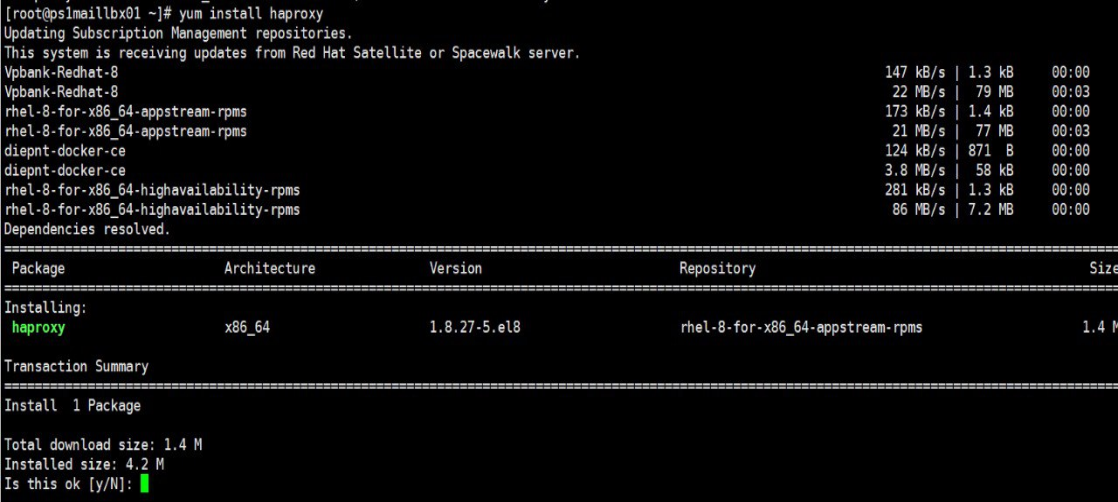 [root@ps1maillbx01 ~]# yum install haproxy
Updating Subscription Management repositories.
This system is receiving updates from Red Hat Satellite or Spacewalk server.
Vpbank-Redhat-8 147 kB/s | 1.3 kB 00:00
Vpbank-Redhat-8 22 MB/s | 79 MB 00:03
rhel-8-for-x86_64-appstream-rpms 173 kB/s | 1.4 kB 00:00
rhel-8-for-x86_64-appstream-rpms 21 MB/s | 77 MB 00:03
diepnt-docker-ce 124 kB/s | 871 B 00:00
diepnt-docker-ce 3.8 MB/s | 58 kB 00:00
rhel-8-for-x86_64-highavailability-rpms 281 kB/s | 1.3 kB 00:00
rhel-8-for-x86_64-highavailability-rpms 86 MB/s | 7.2 MB 00:00
Dependencies resolved.
Package Architecture Version Repository Size
Installing:
haproxy x86_64 1.8.27-5.el8 rhel-8-for-x86_64-appstream-rpms 1.4 M
Transaction Summary
Install 1 Package
Total download size: 1.4 M
Installed size: 4.2 M
Is this ok [y/N]: